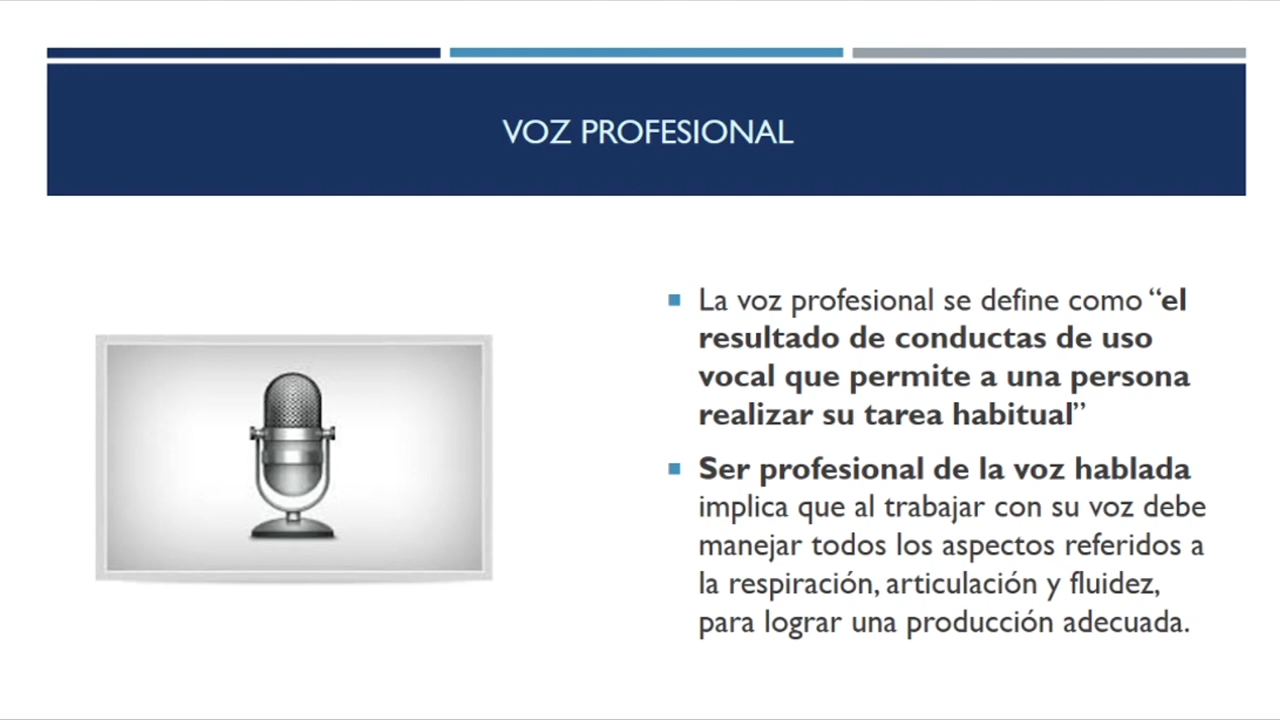 VOZ PROFESIONAL
La voz profesional se define como “el
resultado de conductas de uso
vocal que permite a una persona
realizar su tarea habitual”
Ser profesional de la voz hablada
implica que al trabajar con su voz debe
manejar todos los aspectos referidos a
la respiración, articulación y fluidez,
para lograr una producción adecuada.